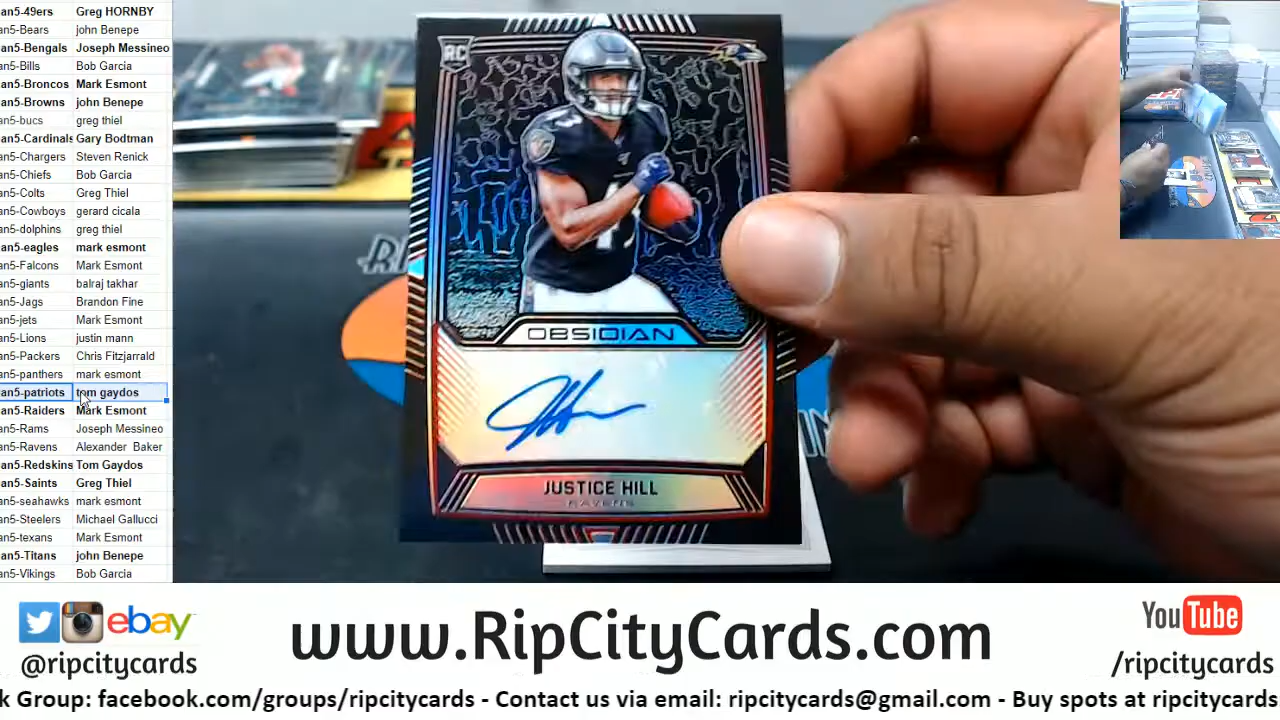 an5-49ers Greg HORNBY
an5-Bears john Benepe
an5-Bengals Joseph Messineo
an5-Bills Bob Garcia
an5-Broncos Mark Esmont
an5-Browns john Benepe
an5-bucs greg thiel
an5-Cardinals Gary Bodtman
an5-Chargers Steven Renick
an5-Chiefs Bob Garcia
an5-Colts Greg Thiel
an5-Cowboys gerard cicala
an5-dolphins greg thiel
an5-eagles mark esmont
an5-Falcons Mark Esmont
an5-giants balraj takhar
an5-Jags Brandon Fine
an5-jets Mark Esmont
an5-Lions justin mann
an5-Packers Chris Fitzjarrald
an5-panthers mark esmont
an5-patriots tom gaydos
an5-Raiders Mark Esmont
an5-Rams Joseph Messineo
an5-Ravens Alexander Baker
an5-Redskins Tom Gaydos
an5-Saints Greg Thiel
an5-seahawks mark esmont
an5-Steelers Michael Gallucci
an5-texans Mark Esmont
an5-Titans john Benepe
an5-Vikings Bob Garcia
RC
OBSIDIAN
JUSTICE HILL
RAVENS
ebay
@ripcitycards
www.RipCityCards.com
YouTube
/ripcitycards
k Group: facebook.com/groups/ripcitycards - Contact us via email: ripcitycards@gmail.com - Buy spots at ripcitycards